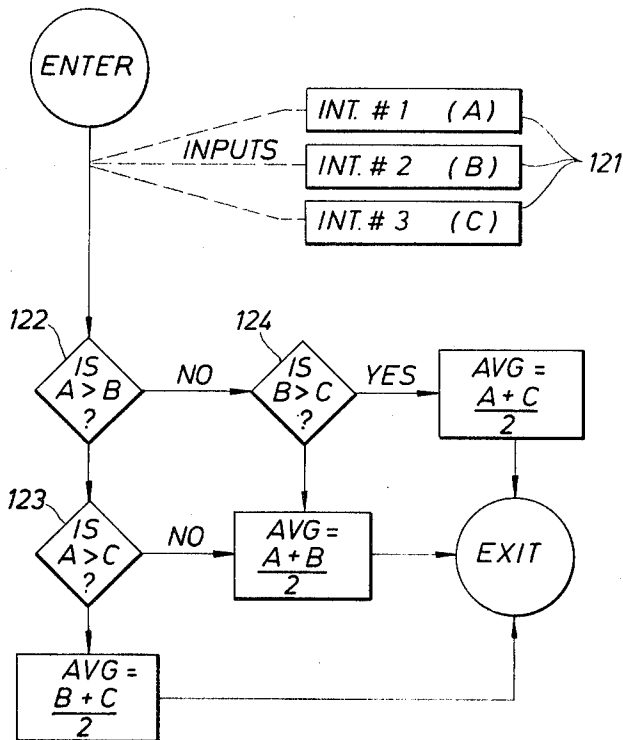 ENTER
INPUTS
INT. # 1 (A)
INT. # 2 (B)
INT. # 3 (C)
121
122
IS
A > B
?
NO
124
IS
B > C
?
YES
AVG =
A + C
2
123
IS
A > C
?
NO
AVG =
A + B
2
EXIT
AVG =
B + C
2